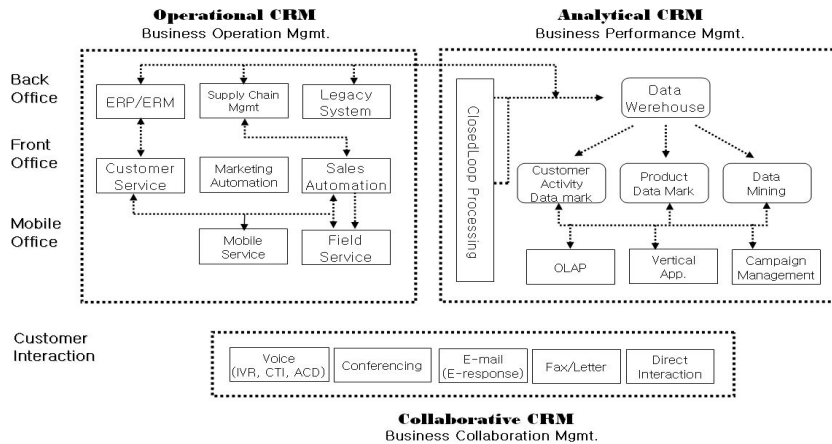 Operational CRM
Business Operation Mgmt.
Analytical CRM
Business Performance Mgmt.
Back
Office
ERP/ERM
Supply Chain
Mgmt
Legacy
System
ClosedLoop Processing
Data
Werehouse
Front
Office
Customer
Service
Marketing
Automation
Sales
Automation
Customer
Activity
Data mark
Product
Data Mark
Data
Mining
Mobile
Office
Mobile
Service
Field
Service
OLAP
Vertical
App.
Campaign
Management
Customer
Interaction
Voice
(IVR, CTI, ACD)
Conferencing
E-mail
(E-response)
Fax/Letter
Direct
Interaction
Collaborative CRM
Business Collaboration Mgmt.